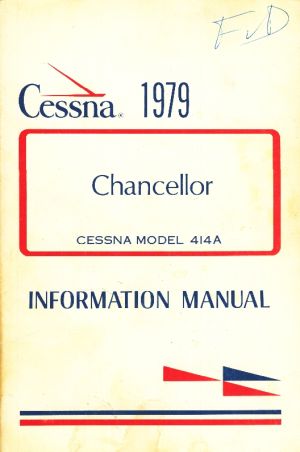 Cessna® 1979
Chancellor
CESSNA MODEL 414A
INFORMATION MANUAL